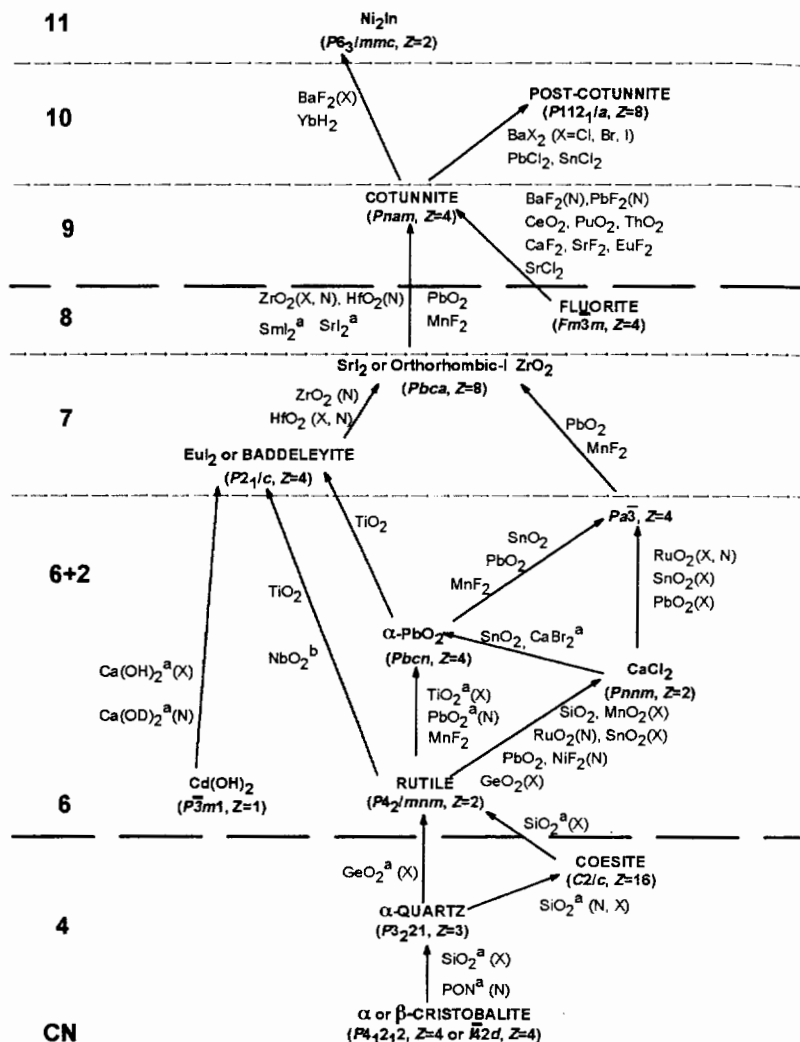 11
Ni₂In
(P6₃/mmc, Z=2)
BaF₂(X)
YbH₂
10
POST-COTUNNITE
(P112₁/a, Z=8)
BaX₂ (X=Cl, Br, I)
PbCl₂, SnCl₂
COTUNNITE
(Pnam, Z=4)
9
BaF₂(N),PbF₂(N)
CeO₂, PuO₂, ThO₂
CaF₂, SrF₂, EuF₂
SrCl₂
8
ZrO₂(X, N), HfO₂(N)
SmI₂ᵃ SrI₂ᵃ
PbO₂
MnF₂
FLUORITE
(Fm3̅m, Z=4)
SrI₂ or Orthorhombic-I ZrO₂
(Pbca, Z=8)
ZrO₂ (N)
HfO₂ (X, N)
7
PbO₂
MnF₂
EuI₂ or BADDELEYITE
(P2₁/c, Z=4)
Pa3̅, Z=4
6+2
TiO₂
SnO₂
PbO₂
MnF₂
RuO₂(X, N)
SnO₂(X)
PbO₂(X)
TiO₂
NbO₂ᵇ
α-PbO₂
(Pbcn, Z=4)
SnO₂, CaBr₂ᵃ
CaCl₂
(Pnnm, Z=2)
Ca(OH)₂ᵃ(X)
Ca(OD)₂ᵃ(N)
TiO₂ᵃ(X)
PbO₂ᵃ(N)
MnF₂
SiO₂, MnO₂(X)
RuO₂(N), SnO₂(X)
PbO₂, NiF₂(N)
GeO₂(X)
Cd(OH)₂
(P3̅m1, Z=1)
RUTILE
(P4₂/mnm, Z=2)
6
SiO₂ᵃ(X)
COESITE
(C2/c, Z=16)
GeO₂ᵃ (X)
SiO₂ᵃ (N, X)
4
α-QUARTZ
(P3₂21, Z=3)
SiO₂ᵃ (X)
PONᵃ (N)
α or β-CRISTOBALITE
(P4₁2₁2, Z=4 or I4̅2d, Z=4)
CN